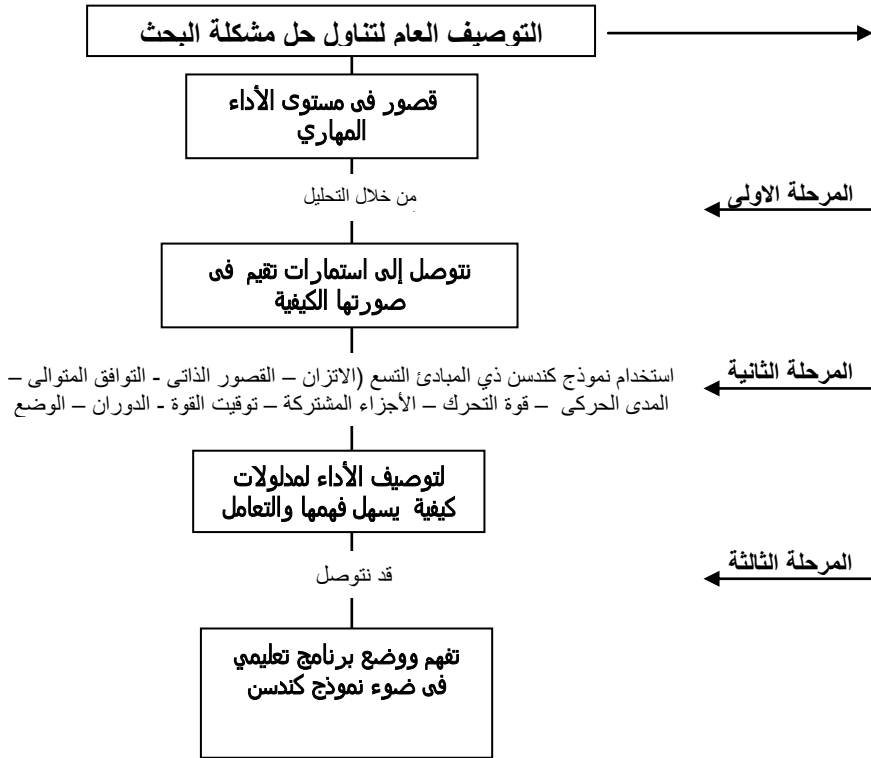 التوصيف العام لتناول حل مشكلة البحث
قصور فى مستوى الأداء
المهاري
من خلال التحليل
المرحلة الاولى
نتوصل إلى استمارات تقيم فى
صورتها الكيفية
استخدام نموذج كندسن ذي المبادئ التسع (الاتزان – القصور الذاتى - التوافق المتوالى –
المرحلة الثانية
المدى الحركى – قوة التحرك – الأجزاء المشتركة – توقيت القوة - الدوران – الوضع
لتوصيف الأداء لمدلولات
كيفية يسهل فهمها والتعامل
قد نتوصل
المرحلة الثالثة
تفهم ووضع برنامج تعليمي
فى ضوء نموذج كندسن